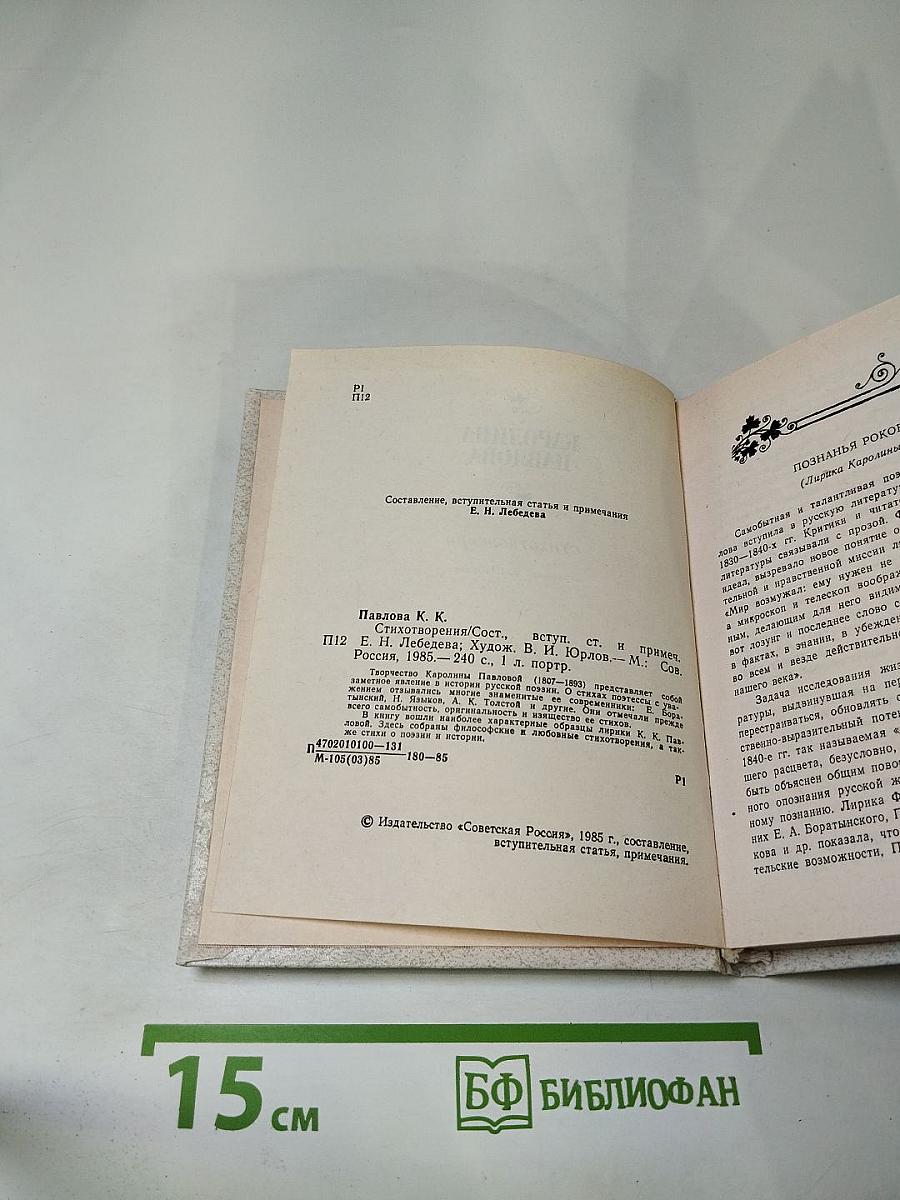 Р1
П12
Составление, вступительная статья и примечания
Е. Н. Лебедева
Павлова К. К.
Стихотворения/Сост., вступ. ст. и примеч.
П12 Е. Н. Лебедева; Худож. В. И. Юрлов.— М.: Сов.
Россия, 1985.— 240 с., 1 л. портр.
Творчество Каролины Павловой (1807—1893) представляет собой
заметное явление в истории русской поэзии. О стихах поэтессы с ува-
жением отзывались многие знаменитые ее современники: Е. Бора-
тынский, Н. Языков, А. К. Толстой и другие. Они отмечали прежде
всего самобытность, оригинальность и изящество ее стихов.
В книгу вошли наиболее характерные образцы лирики К. К. Пав-
ловой. Здесь собраны философские и любовные стихотворения, а так-
же стихи о поэзии и истории.
П 4702010100—131
М-105(03)85 180—85
Р1
© Издательство «Советская Россия», 1985 г., составление,
вступительная статья, примечания.
ПОЗНАНЬЯ РОКОВ
(Лирика Каролины
Самобытная и талантливая поэ
лова вступила в русскую литератур
1830—1840-х гг. Критики и читат
литературы связывали с прозой. Ф
идеал, вызревало новое понятие о
тельной и нравственной миссии ли
«Мир возмужал: ему нужен не
а микроскоп и телескоп воображ
ным, делающим для него видим
вот лозунг и последнее слово с
в фактах, в знании, в убежден
во всем и везде действительно
нашего века».
Задача исследования жиз
ратуры, выдвинувшая на пер
перестраиваться, обновлять с
ственно-выразительный потен
1840-е гг. так называемая «
шего расцвета, безусловно,
быть объяснен общим повор
ного опознания русской ж
ному познанию. Лирика Ф
них Е. А. Боратынского, П
кова и др. показала, что
тельские возможности, П
15 см
БФ БИБЛИОФАН